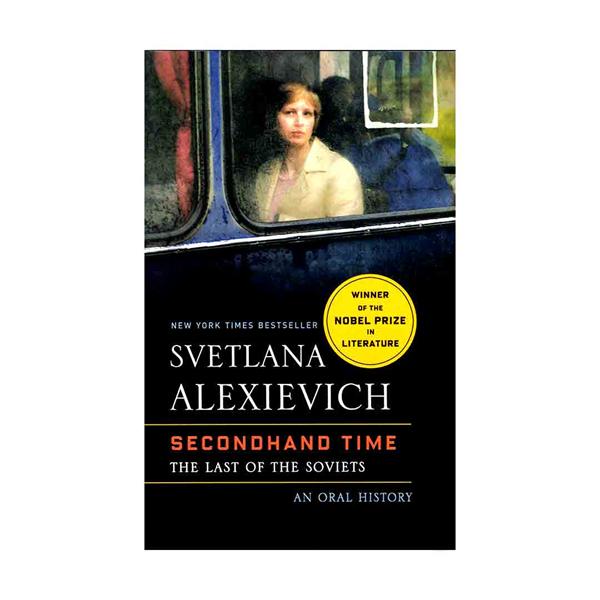 WINNER
OF THE
NOBEL PRIZE
IN
LITERATURE
NEW YORK TIMES BESTSELLER
SVETLANA
ALEXIEVICH
SECONDHAND TIME
THE LAST OF THE SOVIETS
AN ORAL HISTORY